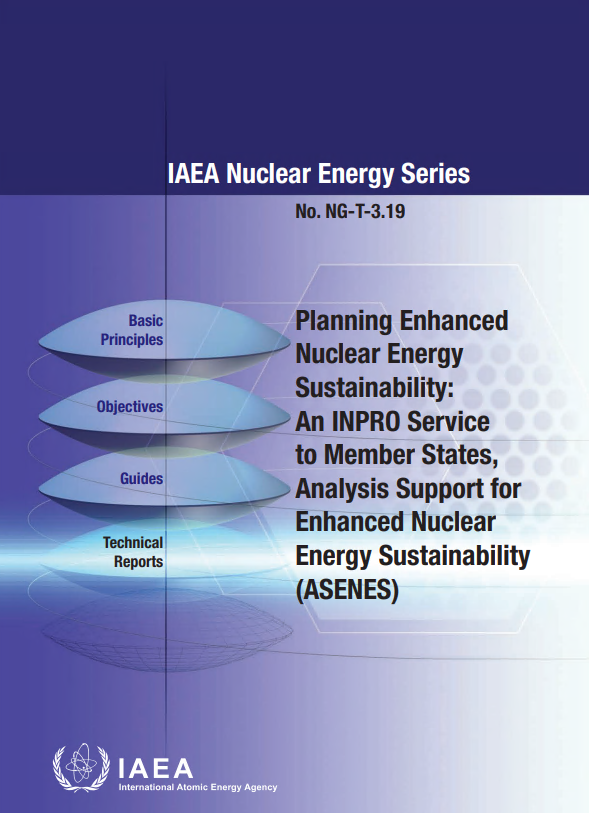 IAEA Nuclear Energy Series
No. NG-T-3.19
Basic
Principles
Objectives
Guides
Technical
Reports
Planning Enhanced
Nuclear Energy
Sustainability:
An INPRO Service
to Member States,
Analysis Support for
Enhanced Nuclear
Energy Sustainability
(ASENES)
IAEA
International Atomic Energy Agency